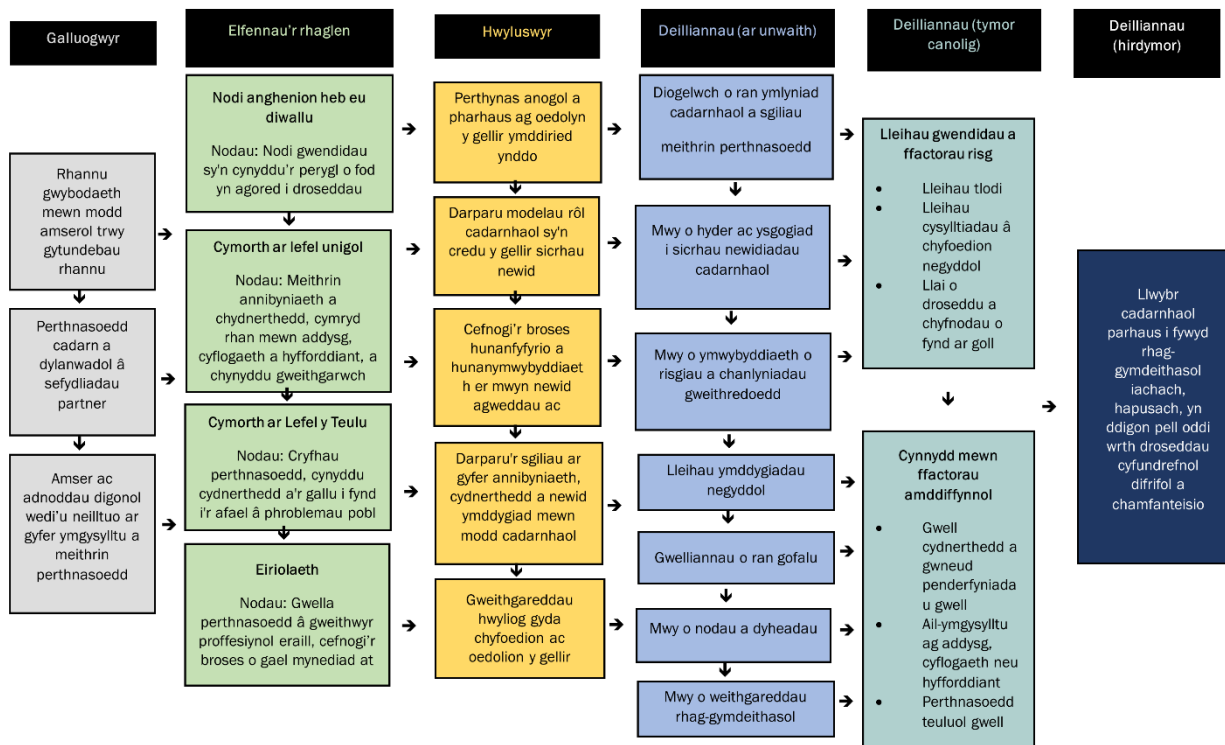 Galluogwyr
Rhannu
gwybodaeth
mewn modd
amserol trwy
gytundebau
rhannu
Perthnasoedd
cadarn a
dylanwadol â
sefydliadau
partner
Amser ac
adnoddau digonol
wedi'u neilltuo ar
gyfer ymgysylltu a
meithrin
perthnasoedd
Elfennau'r rhaglen
Nodi anghenion heb eu
diwallu
Nodau: Nodi gwendidau
sy'n cynyddu'r perygl o fod
yn agored i droseddau
Cymorth ar lefel unigol
Nodau: Meithrin
annibyniaeth a
chydnerthedd, cymryd
rhan mewn addysg,
cyflogaeth a hyfforddiant, a
chynyddu gweithgarwch
Cymorth ar Lefel y Teulu
Nodau: Cryfhau
perthnasoedd, cynyddu
cydnerthedd a'r gallu i fynd
i'r afael â phroblemau pobl
Eiriolaeth
Nodau: Gwella
perthnasoedd â gweithwyr
proffesiynol eraill, cefnogi'r
broses o gael mynediad at
Hwyluswyr
Perthynas anogol a
pharhaus ag oedolyn
y gellir ymddiried
ynddo
Darparu modelau rôl
cadarnhaol sy'n
credu y gellir sicrhau
newid
Cefnogi'r broses
hunanfyfyrio a
hunanymwybyddiaet
h er mwyn newid
agweddau ac
Darparu'r sgiliau ar
gyfer annibyniaeth,
cydnerthedd a newid
ymddygiad mewn
modd cadarnhaol
Gweithgareddau
hwyliog gyda
chyfoedion ac
oedolion y gellir
Deilliannau (ar unwaith)
Diogelwch o ran ymlyniad
cadarnhaol a sgiliau
meithrin perthnasoedd
Mwy o hyder ac ysgogiad
i sicrhau newidiadau
cadarnhaol
Mwy o ymwybyddiaeth o
risgiau a chanlyniadau
gweithredoedd
Lleihau ymddygiadau
negyddol
Gwelliannau o ran gofalu
Mwy o nodau a dyheadau
Mwy o weithgareddau
rhag-gymdeithasol
Deilliannau (tymor
canolig)
Lleihau gwendidau a
ffactorau risg
• Lleihau tlodi
• Lleihau
cysylltiadau â
chyfoedion
negyddol
• Llai o
droseddu a
chyfnodau o
fynd ar goll
Cynnydd mewn
ffactorau amddiffynnol
• Gwell
cydnerthedd a
gwneud
penderfyniada
u gwell
• Ail-ymgysylltu
ag addysg,
cyflogaeth neu
hyfforddiant
• Perthnasoedd
teuluol gwell
Deilliannau
(hirdymor)
Llwybr
cadarnhaol
parhaus i fywyd
rhag-
gymdeithasol
iachach,
hapusach, yn
ddigon pell oddi
wrth droseddau
cyfundrefnol
difrifol a
chamfanteisio